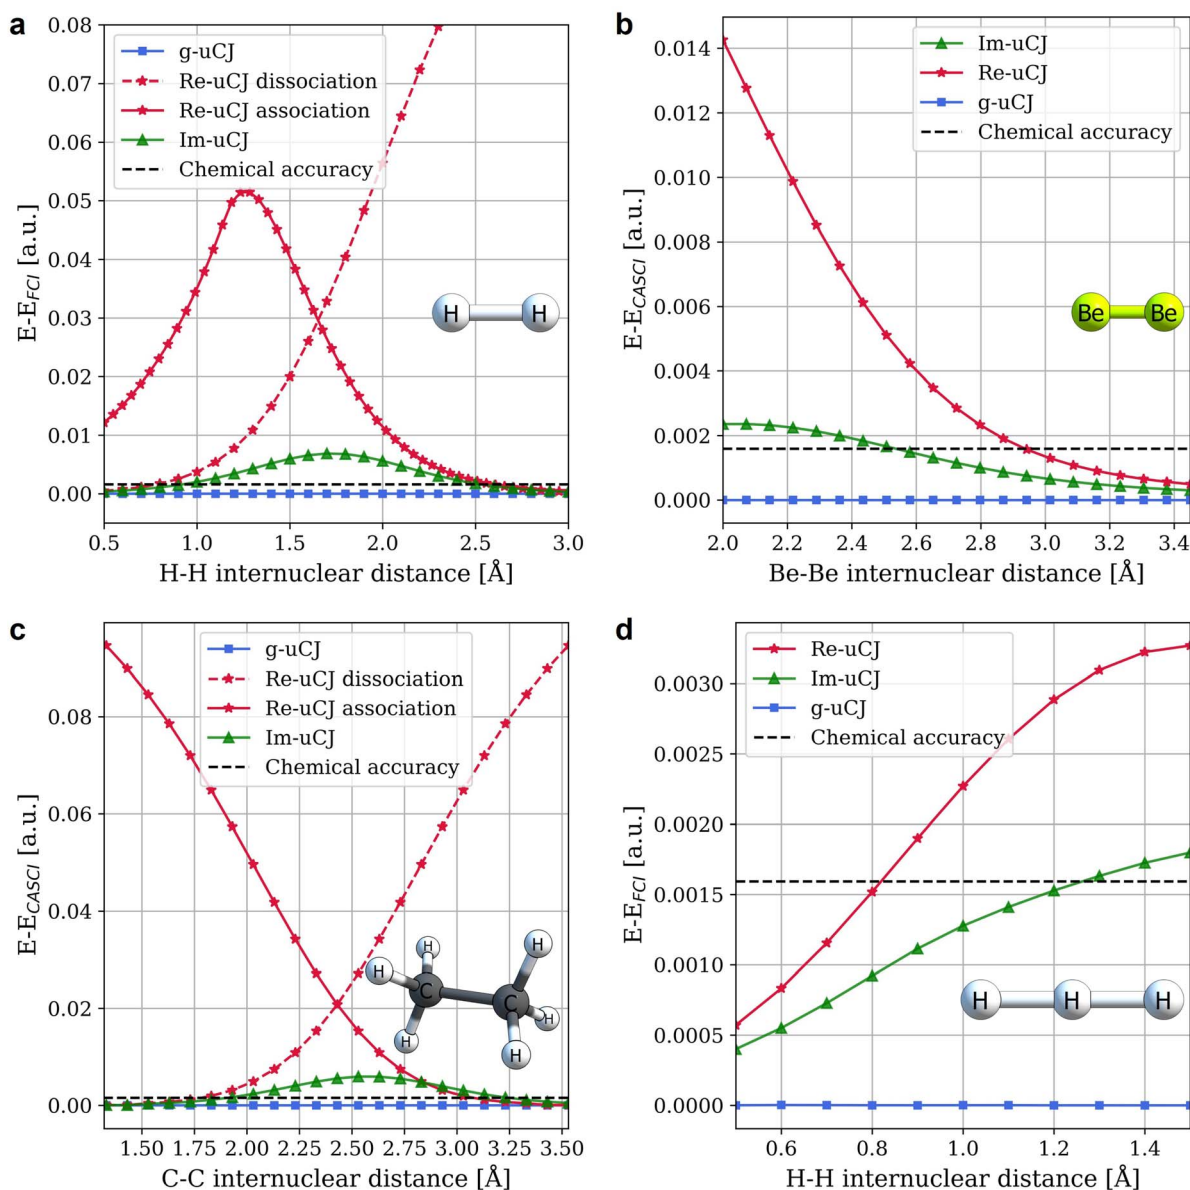 a
0.08
0.07
0.06
0.05
0.04
0.03
0.02
0.01
0.00
E-E_FCI [a.u.]
g-uCJ
Re-uCJ dissociation
Re-uCJ association
Im-uCJ
Chemical accuracy
H H
0.5 1.0 1.5 2.0 2.5 3.0
H-H internuclear distance [Å]
b
0.014
0.012
0.010
0.008
0.006
0.004
0.002
0.000
E-E_CASCI [a.u.]
Im-uCJ
Re-uCJ
g-uCJ
Chemical accuracy
Be Be
2.0 2.2 2.4 2.6 2.8 3.0 3.2 3.4
Be-Be internuclear distance [Å]
c
0.08
0.06
0.04
0.02
0.00
E-E_CASCI [a.u.]
g-uCJ
Re-uCJ dissociation
Re-uCJ association
Im-uCJ
Chemical accuracy
H H
H
C C
H
H H
1.50 1.75 2.00 2.25 2.50 2.75 3.00 3.25 3.50
C-C internuclear distance [Å]
d
0.0030
0.0025
0.0020
0.0015
0.0010
0.0005
0.0000
E-E_FCI [a.u.]
Re-uCJ
Im-uCJ
g-uCJ
Chemical accuracy
H H H
0.6 0.8 1.0 1.2 1.4
H-H internuclear distance [Å]